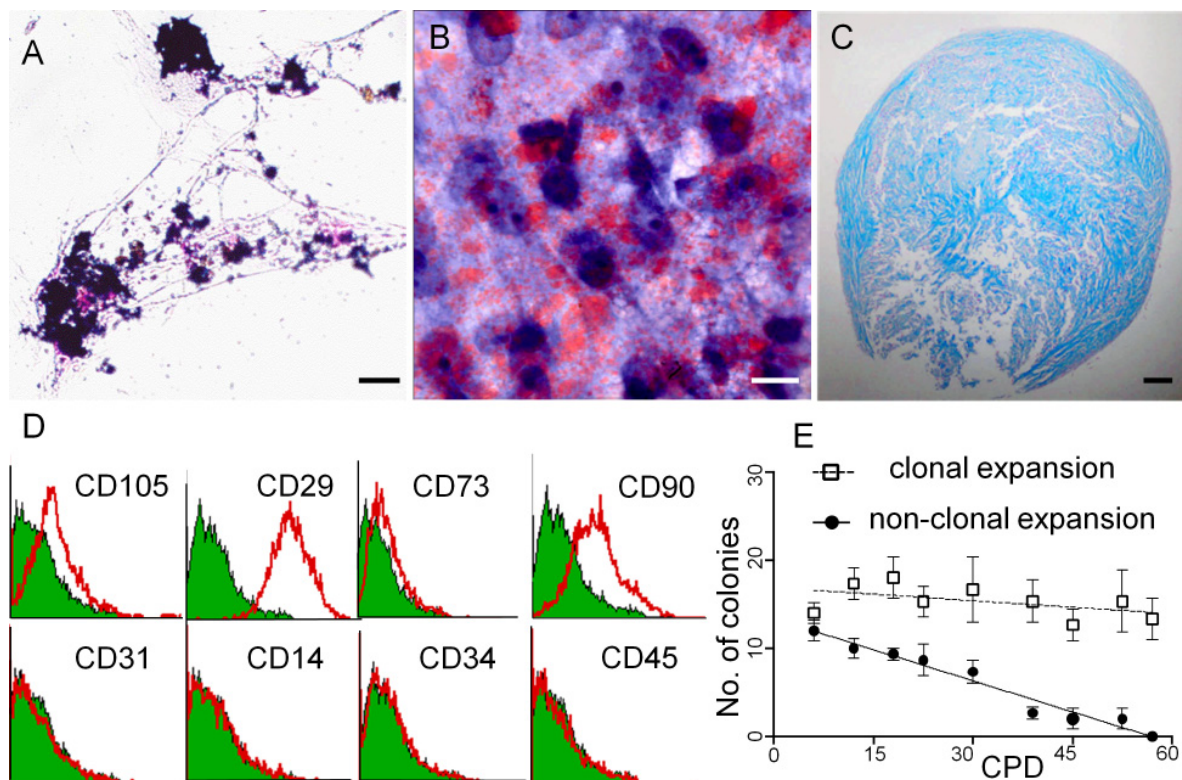 A
B
C
D
CD105 CD29 CD73 CD90
CD31 CD14 CD34 CD45
E
clonal expansion
non-clonal expansion
No. of colonies
30
20
10
0
0 15 30 45 60
CPD